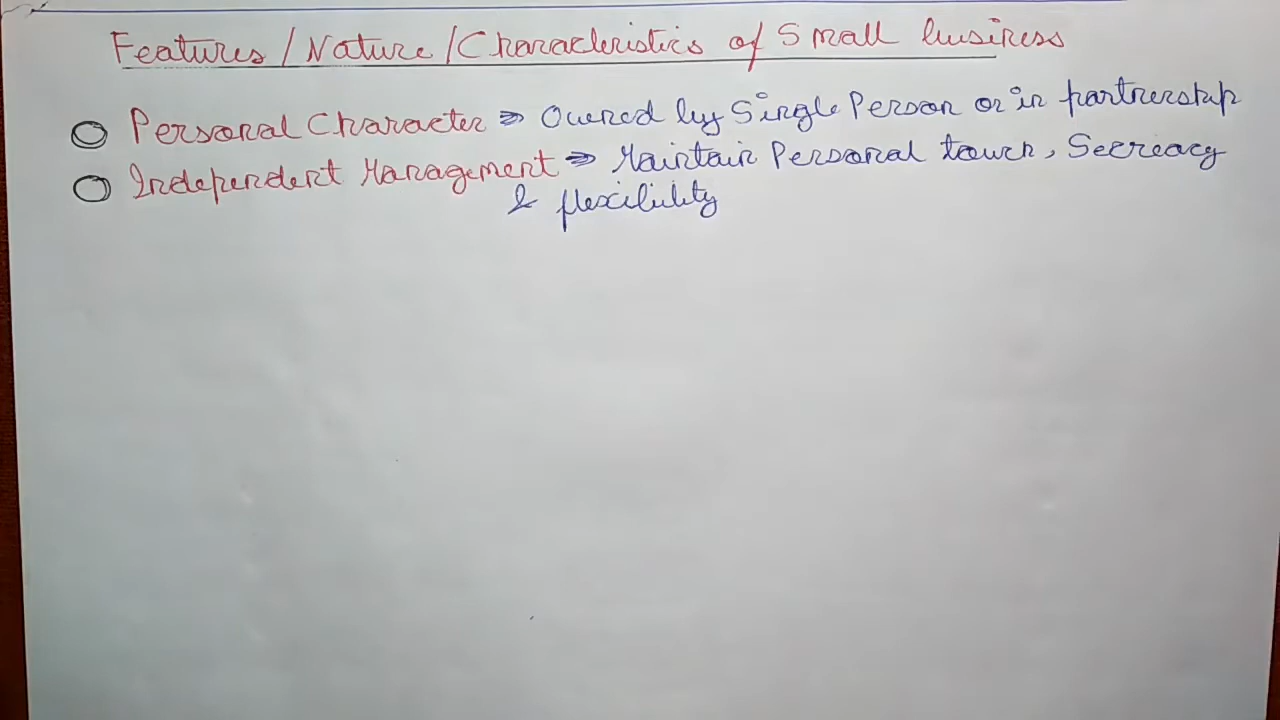 Features / Nature / Characteristics of Small business
Personal Character => Owned by Single Person or in partnership
Independent Management => Maintain Personal touch, Secreacy
& flexibility